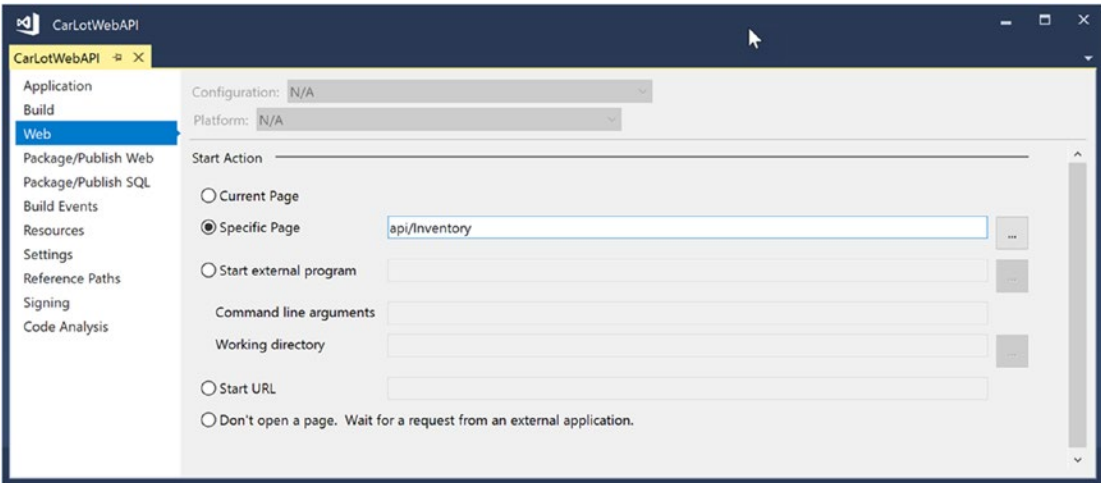 CarLotWebAPI
CarLotWebAPI
Application
Build
Web
Package/Publish Web
Package/Publish SQL
Build Events
Resources
Settings
Reference Paths
Signing
Code Analysis
Configuration: N/A
Platform: N/A
Start Action
Current Page
Specific Page api/Inventory ...
Start external program ...
Command line arguments
Working directory ...
Start URL
Don't open a page. Wait for a request from an external application.